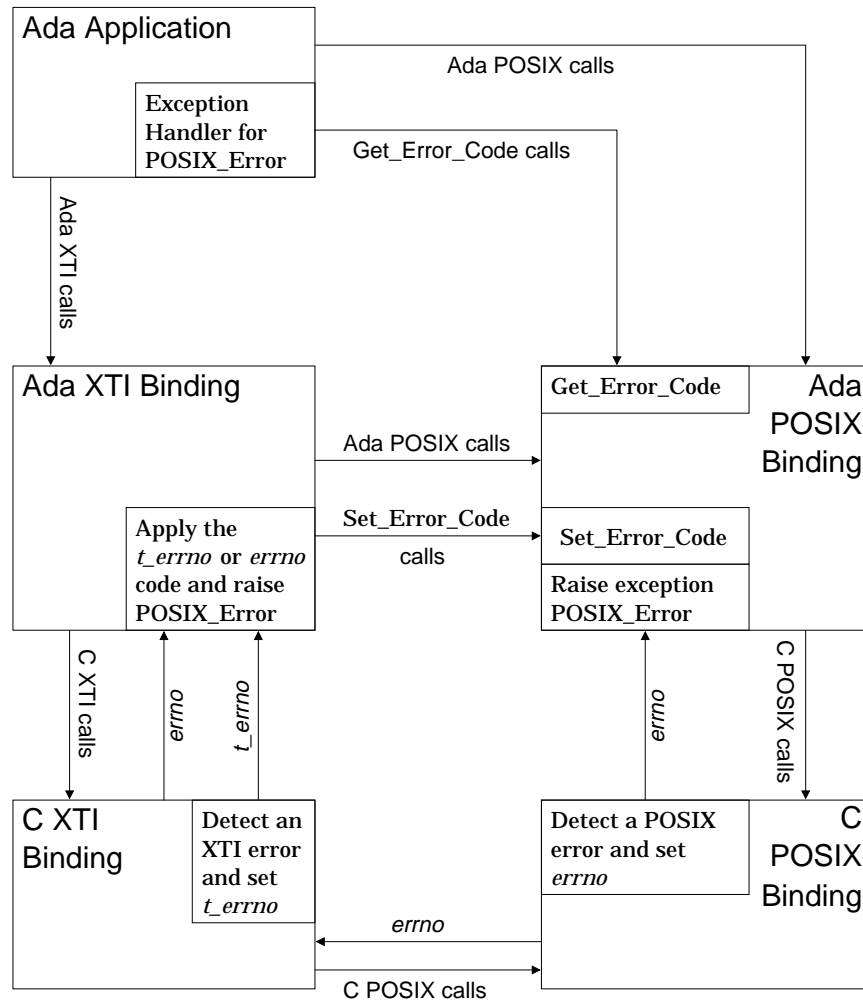 Ada Application
Ada POSIX calls
Exception
Handler for
POSIX_Error
Get_Error_Code calls
Ada XTI calls
Ada XTI Binding
Get_Error_Code
Ada
POSIX
Binding
Ada POSIX calls
Apply the
t_errno or errno
code and raise
POSIX_Error
Set_Error_Code
calls
Set_Error_Code
Raise exception
POSIX_Error
C XTI calls
errno
t_errno
errno
C POSIX calls
C XTI
Binding
Detect an
XTI error
and set
t_errno
Detect a POSIX
error and set
errno
C
POSIX
Binding
errno
C POSIX calls